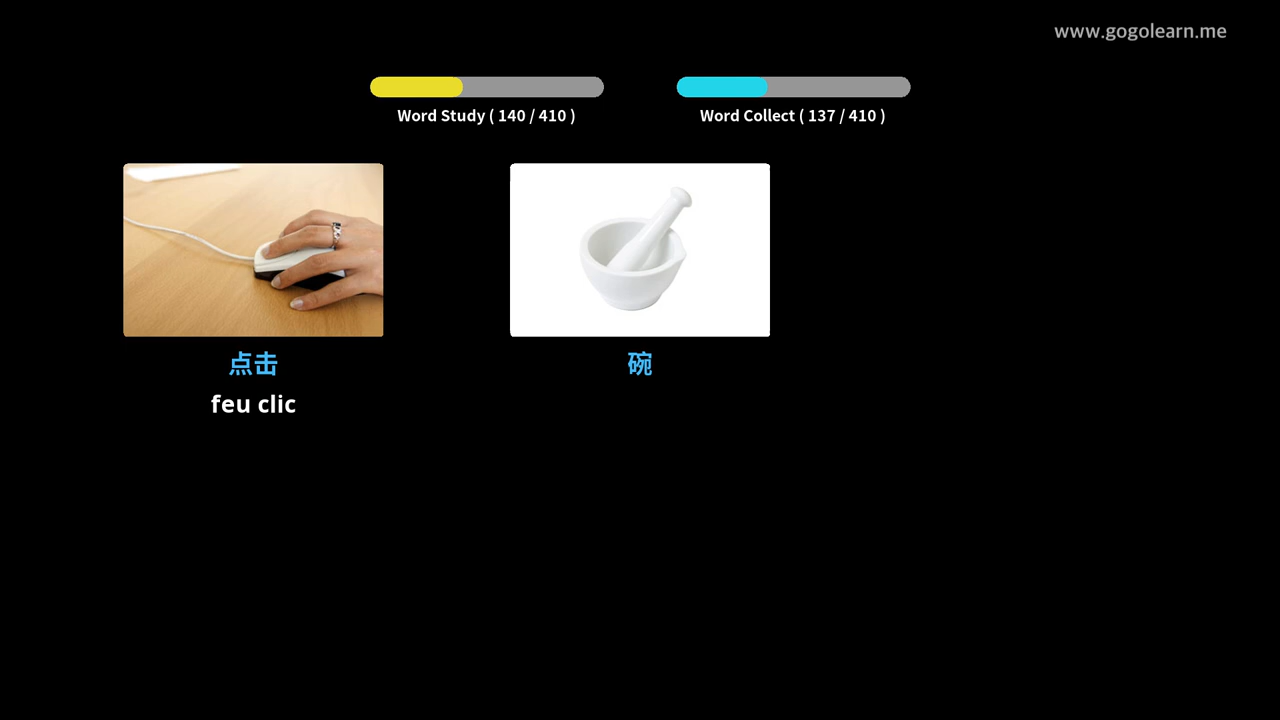 www.gogolearn.me
Word Study ( 140 / 410 )
Word Collect ( 137 / 410 )
点击
碗
feu clic